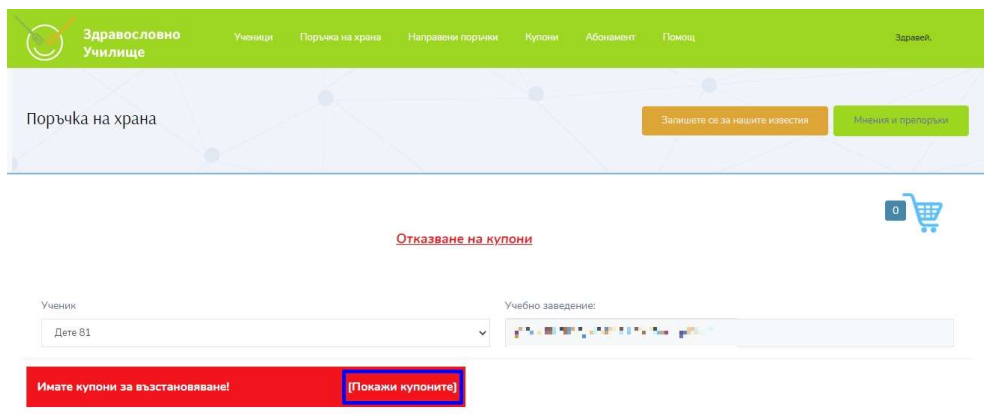 Здравословно
Училище
Ученици Поръчка на храна Направени поръчки Купони Абонамент Помощ Здравей,
Поръчка на храна
Запишете се за нашите известия Мнения и препоръки
0
Отказване на купони
Ученик Учебно заведение:
Дете 81
Имате купони за възстановяване! [Покажи купоните]